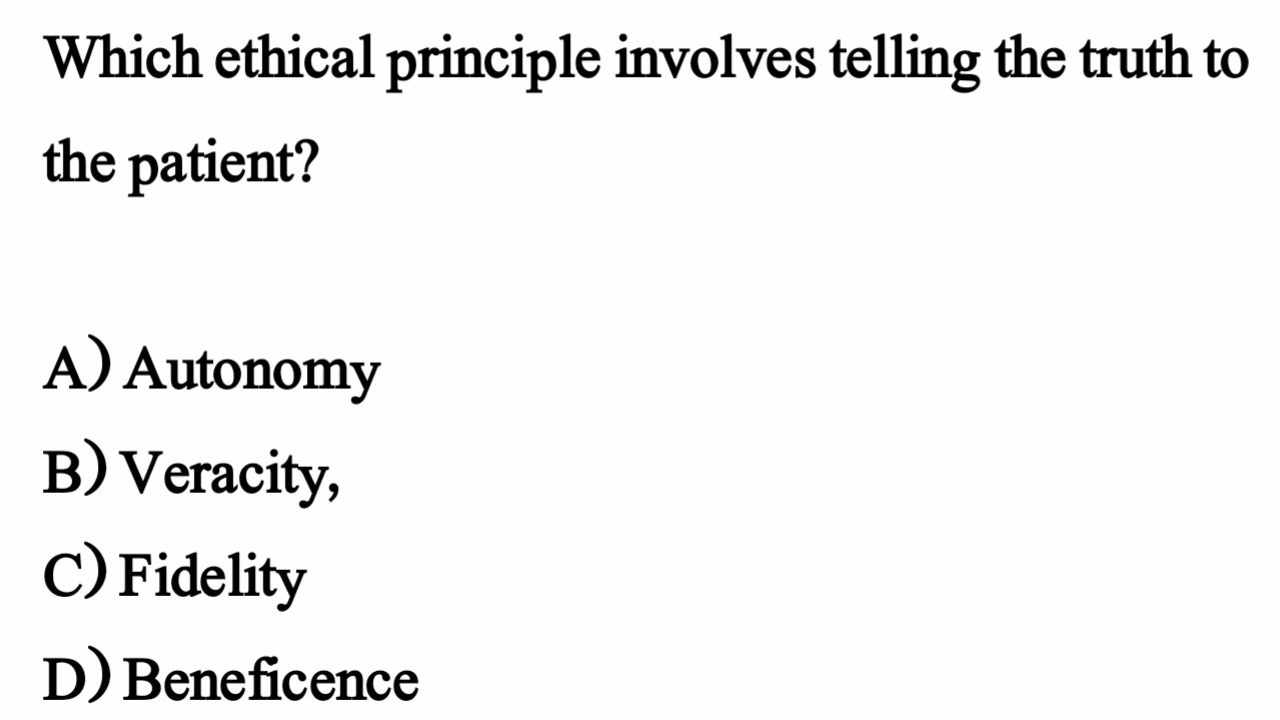 Which ethical principle involves telling the truth to
the patient?
A) Autonomy
B) Veracity,
C) Fidelity
D) Beneficence